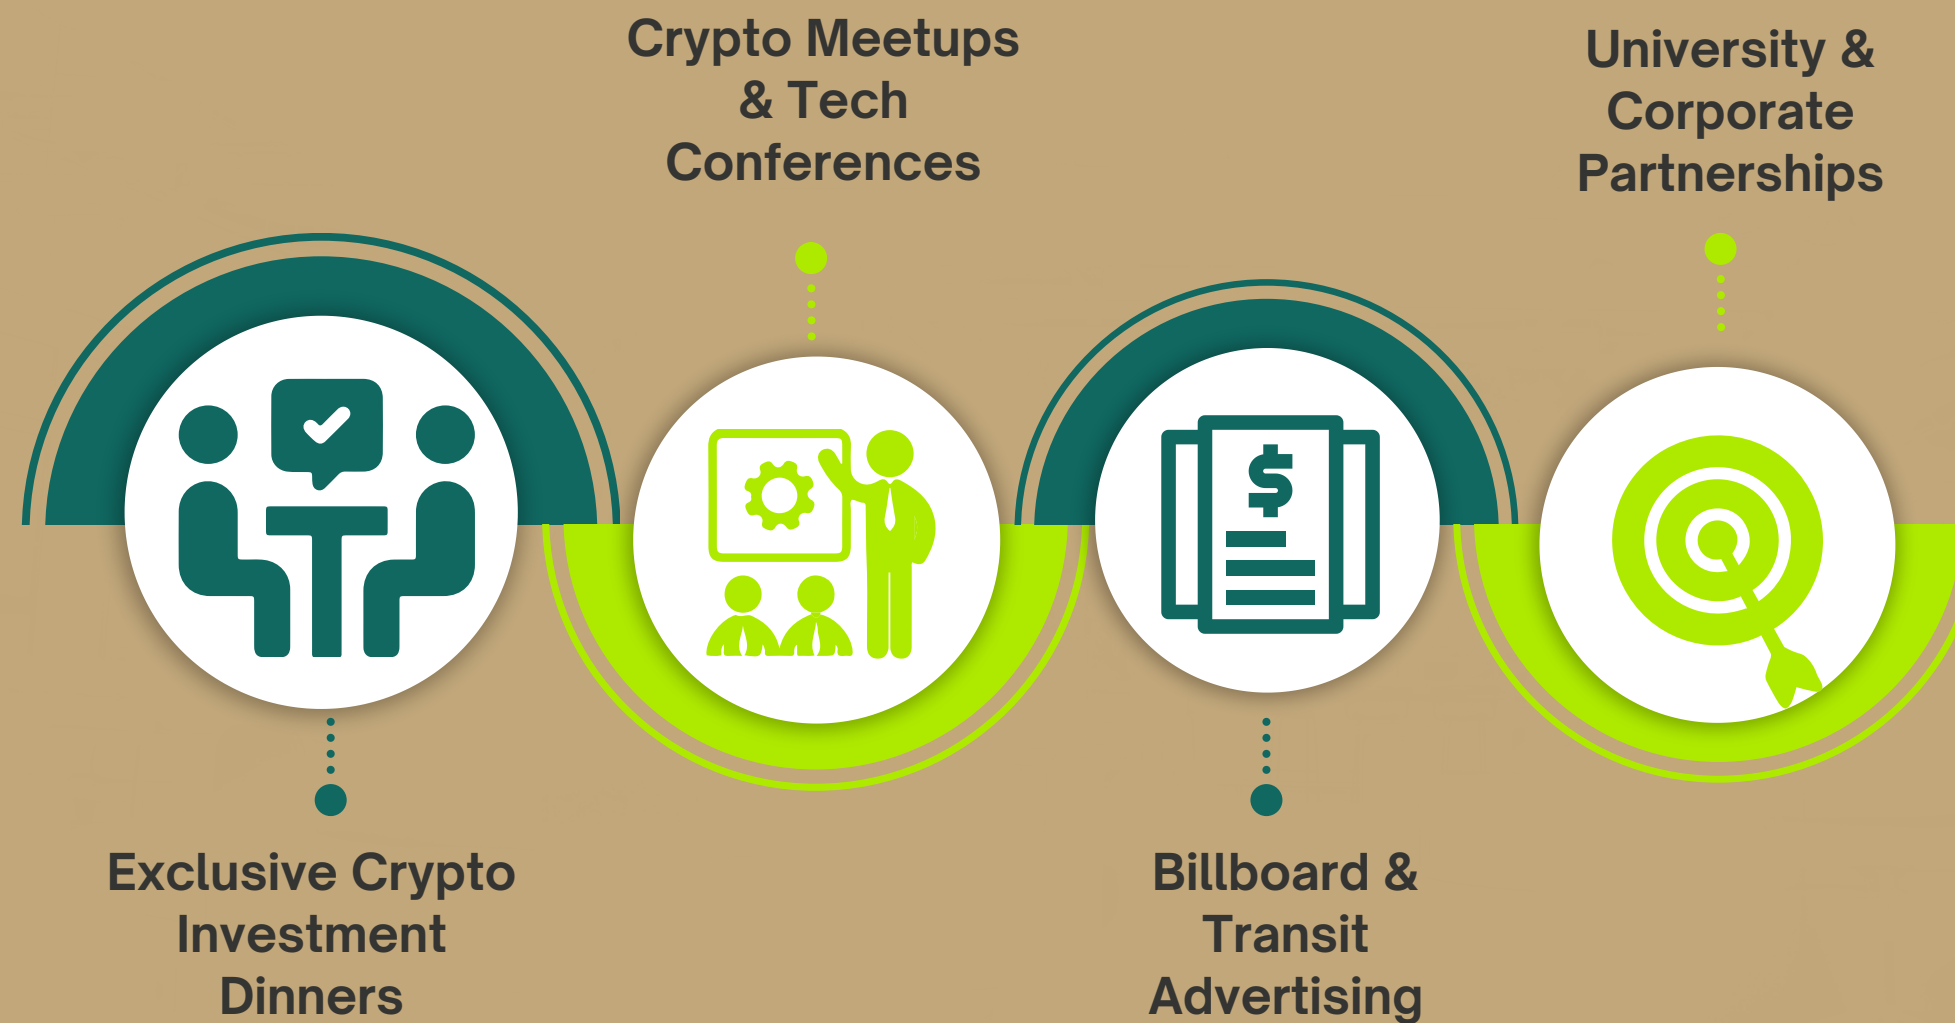 Exclusive Crypto
Investment
Dinners
Crypto Meetups
& Tech
Conferences
$
Billboard &
Transit
Advertising
University &
Corporate
Partnerships